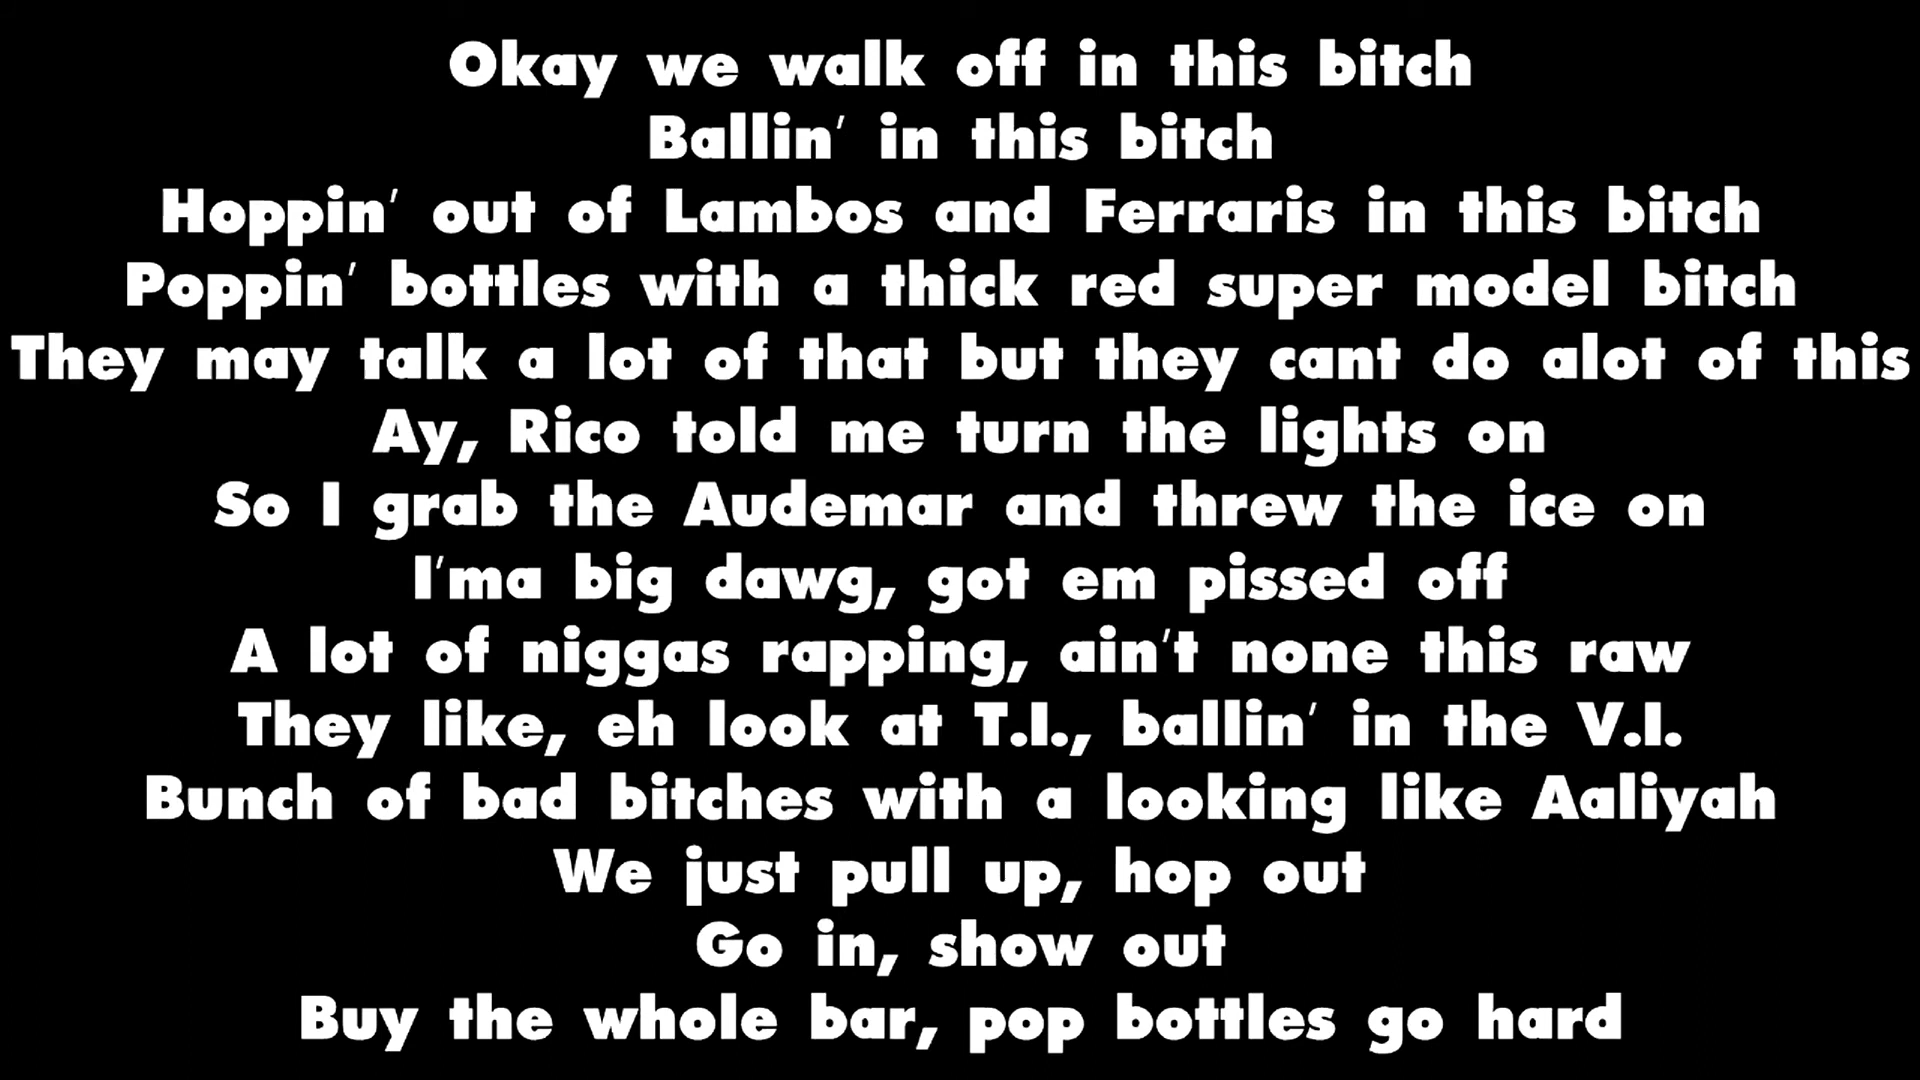 Okay we walk off in this bitch
Ballin' in this bitch
Hoppin' out of Lambos and Ferraris in this bitch
Poppin' bottles with a thick red super model bitch
They may talk a lot of that but they cant do alot of this
Ay, Rico told me turn the lights on
So I grab the Audemar and threw the ice on
I'ma big dawg, got em pissed off
A lot of niggas rapping, ain't none this raw
They like, eh look at T.I., ballin' in the V.I.
Bunch of bad bitches with a looking like Aaliyah
We just pull up, hop out
Go in, show out
Buy the whole bar, pop bottles go hard